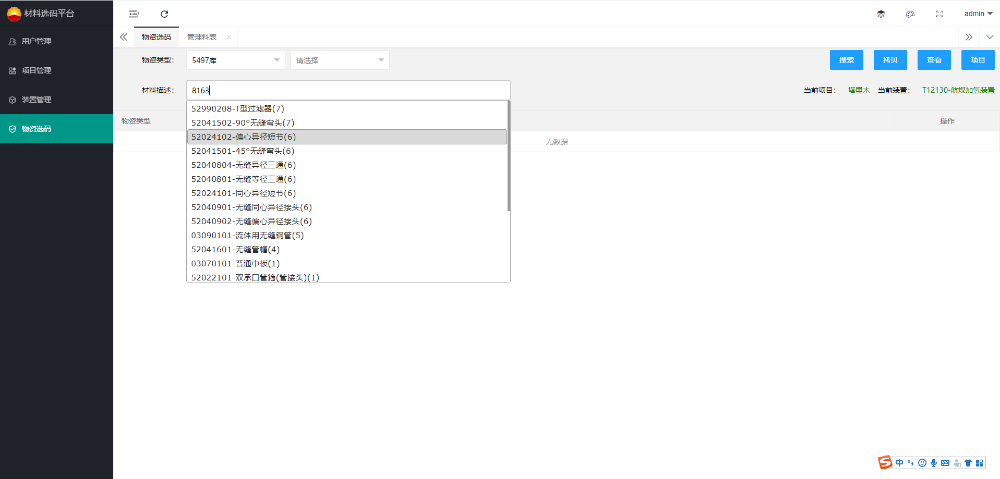 材料选码平台
admin
用户管理
项目管理
装置管理
物资选码
物资选码
管理料表
物资类型：
5497库
请选择
搜索
拷贝
查看
项目
材料描述：
8163
当前项目：
塔里木
当前装置：
T12130-航煤加氢装置
52990208-T型过滤器(7)
52041502-90°无缝弯头(7)
52024102-偏心异径短节(6)
52041501-45°无缝弯头(6)
52040804-无缝异径三通(6)
52040801-无缝等径三通(6)
52024101-同心异径短节(6)
52040901-无缝同心异径接头(6)
52040902-无缝偏心异径接头(6)
03090101-流体用无缝钢管(5)
52041601-无缝管帽(4)
03070101-普通中板(1)
52022101-双承口管箍(管接头)(1)
物资类型
操作
无数据
中